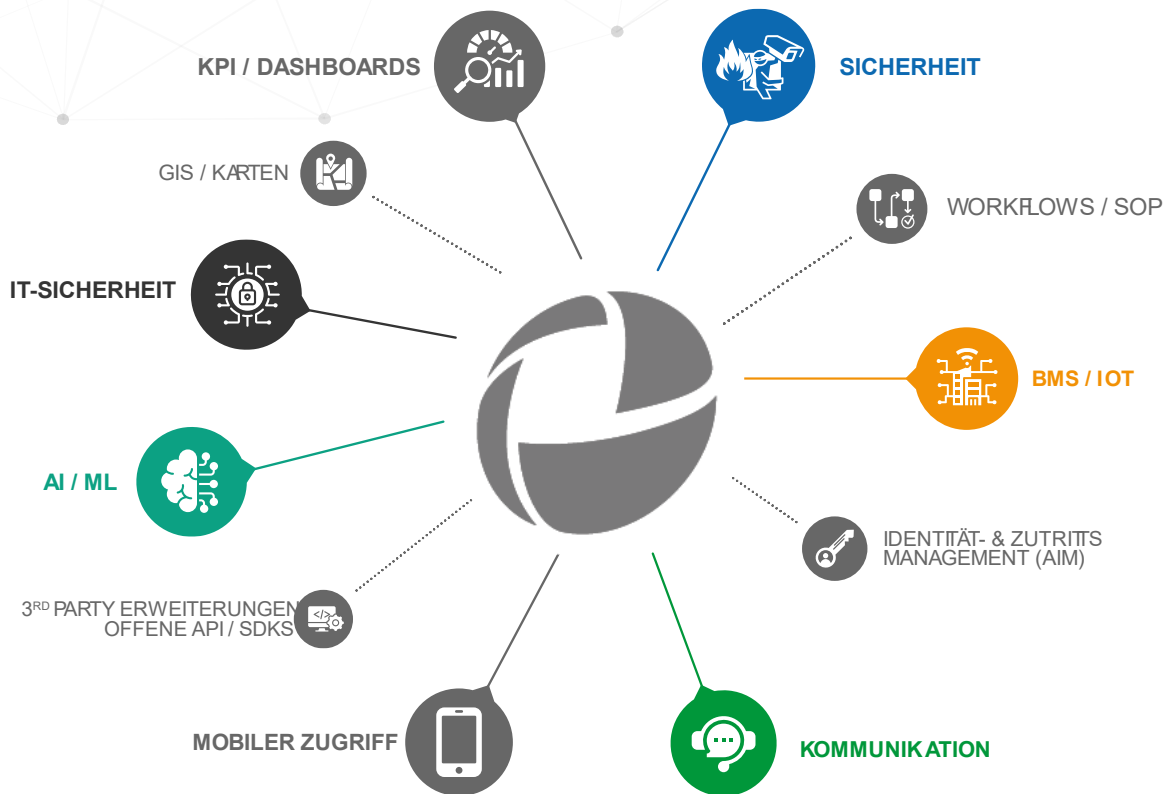 KPI / DASHBOARDS
SICHERHEIT
GIS / KARTEN
WORKFLOWS / SOP
IT-SICHERHEIT
BMS / IOT
AI / ML
IDENTITÄT- & ZUTRITTS
MANAGEMENT (AIM)
3RD PARTY ERWEITERUNGEN
OFFENE API / SDKS
</>
MOBILER ZUGRIFF
KOMMUNIKATION